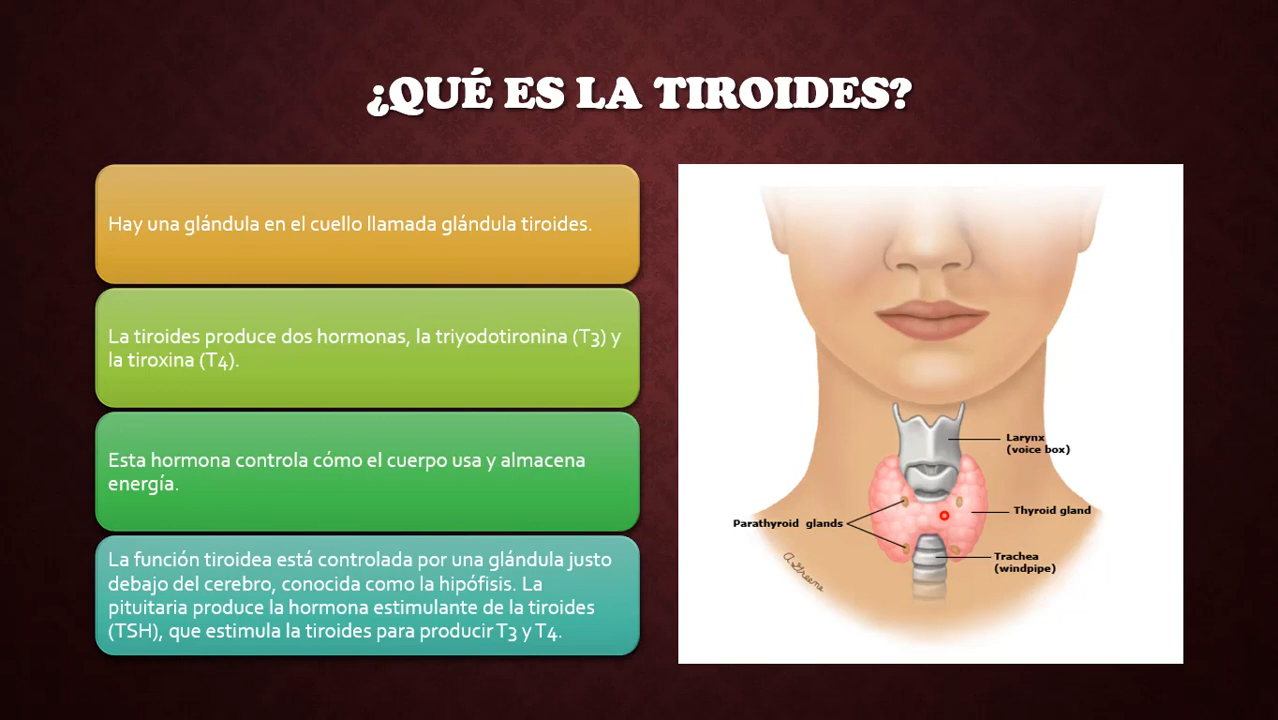 ¿QUÉ ES LA TIROIDES?
Hay una glándula en el cuello llamada glándula tiroides.
La tiroides produce dos hormonas, la triyodotironina (T3) y
la tiroxina (T4).
Esta hormona controla cómo el cuerpo usa y almacena
energía.
La función tiroidea está controlada por una glándula justo
debajo del cerebro, conocida como la hipófisis. La
pituitaria produce la hormona estimulante de la tiroides
(TSH), que estimula la tiroides para producir T3 y T4.
Larynx
(voice box)
Thyroid gland
Parathyroid glands
Trachea
(windpipe)
A. Greene